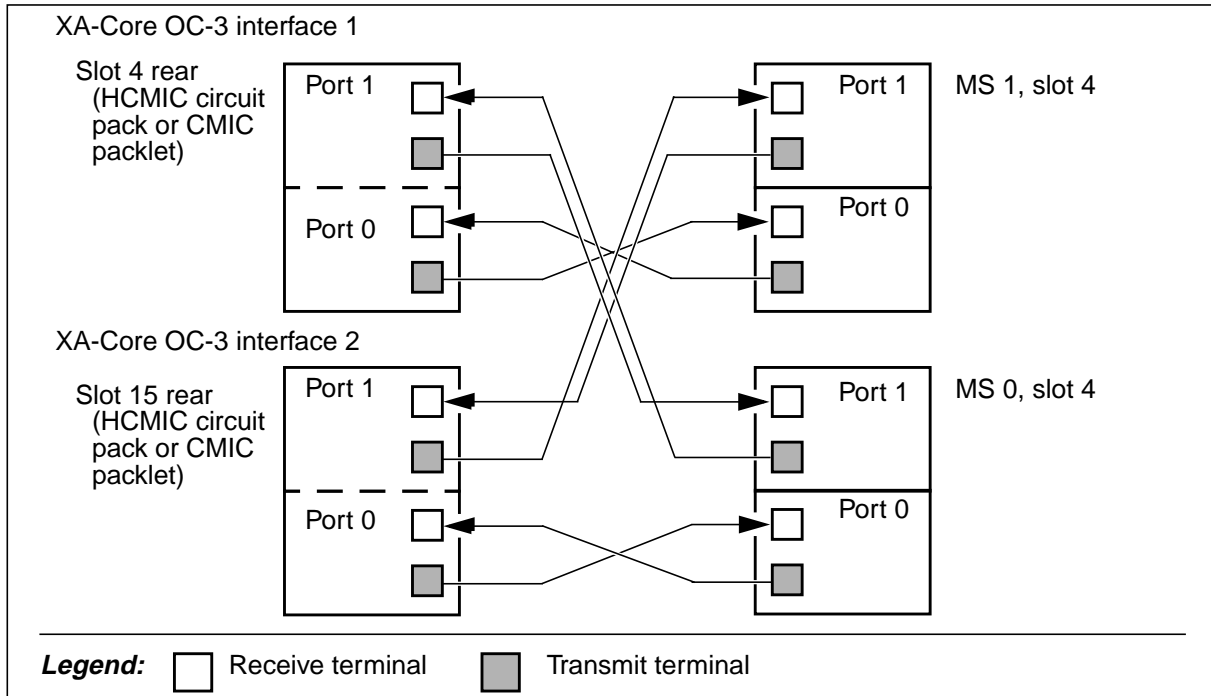 XA-Core OC-3 interface 1
Slot 4 rear
(HCMIC circuit
pack or CMIC
packlet)
Port 1
Port 0
Port 1
MS 1, slot 4
Port 0
XA-Core OC-3 interface 2
Slot 15 rear
(HCMIC circuit
pack or CMIC
packlet)
Port 1
Port 0
Port 1
MS 0, slot 4
Port 0
Legend: Receive terminal Transmit terminal